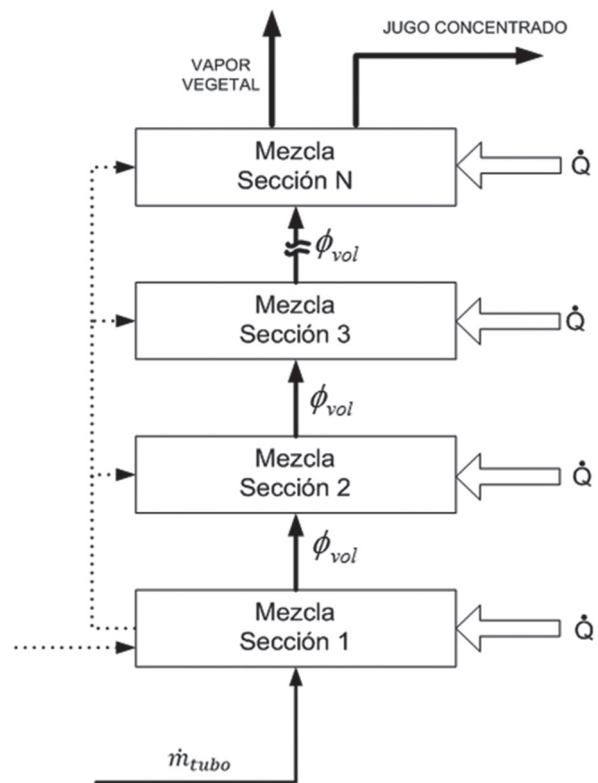 JUGO CONCENTRADO
VAPOR
VEGETAL
Mezcla
Sección N
Q̇
ϕvol
Mezcla
Sección 3
Q̇
ϕvol
Mezcla
Sección 2
Q̇
ϕvol
Mezcla
Sección 1
Q̇
ṁtubo